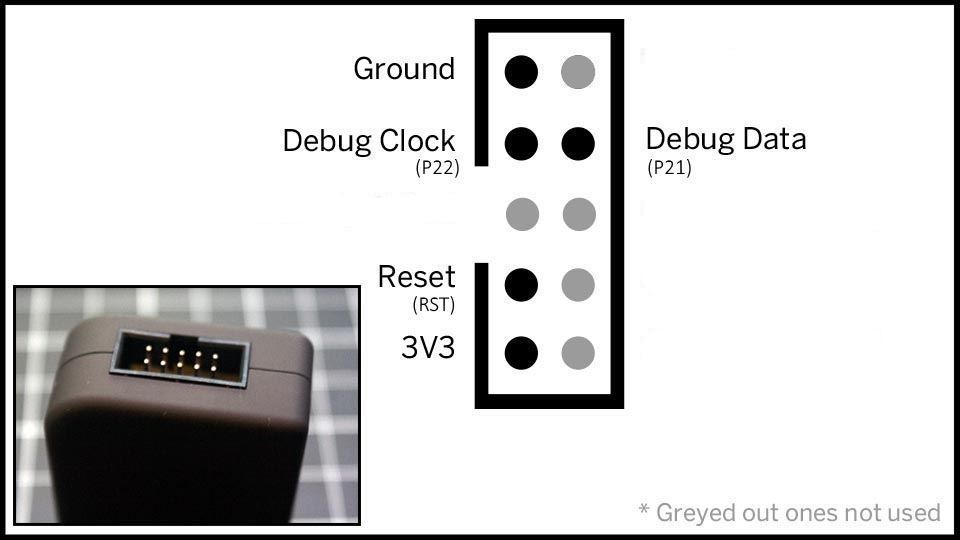 Ground
Debug Clock
(P22)
Debug Data
(P21)
Reset
(RST)
3V3
* Greyed out ones not used